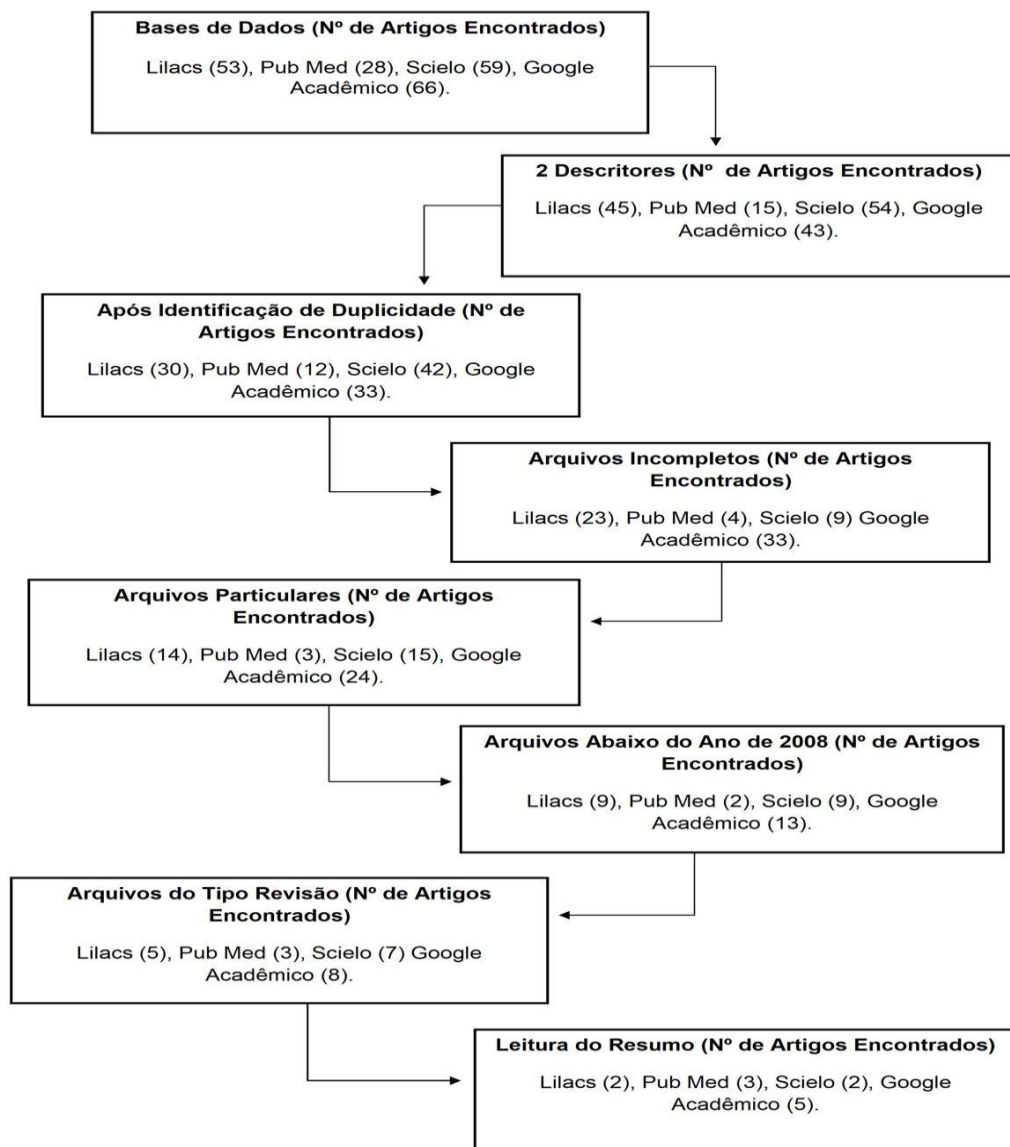 Bases de Dados (Nº de Artigos Encontrados)
Lilacs (53), Pub Med (28), Scielo (59), Google
Acadêmico (66).
2 Descritores (Nº de Artigos Encontrados)
Lilacs (45), Pub Med (15), Scielo (54), Google
Acadêmico (43).
Após Identificação de Duplicidade (Nº de
Artigos Encontrados)
Lilacs (30), Pub Med (12), Scielo (42), Google
Acadêmico (33).
Arquivos Incompletos (Nº de Artigos
Encontrados)
Lilacs (23), Pub Med (4), Scielo (9) Google
Acadêmico (33).
Arquivos Particulares (Nº de Artigos
Encontrados)
Lilacs (14), Pub Med (3), Scielo (15), Google
Acadêmico (24).
Arquivos Abaixo do Ano de 2008 (Nº de Artigos
Encontrados)
Lilacs (9), Pub Med (2), Scielo (9), Google
Acadêmico (13).
Arquivos do Tipo Revisão (Nº de Artigos
Encontrados)
Lilacs (5), Pub Med (3), Scielo (7) Google
Acadêmico (8).
Leitura do Resumo (Nº de Artigos Encontrados)
Lilacs (2), Pub Med (3), Scielo (2), Google
Acadêmico (5).